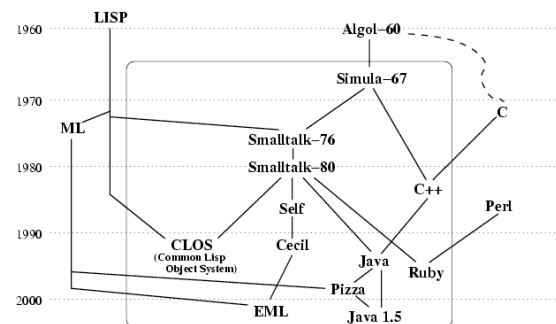 LISP
1960
Algol–60
Simula–67
1970
C
ML
Smalltalk–76
1980
Smalltalk–80
C++
Self
Perl
1990
CLOS
(Common Lisp
Object System)
Cecil
Java
Ruby
Pizza
2000
EML
Java 1.5